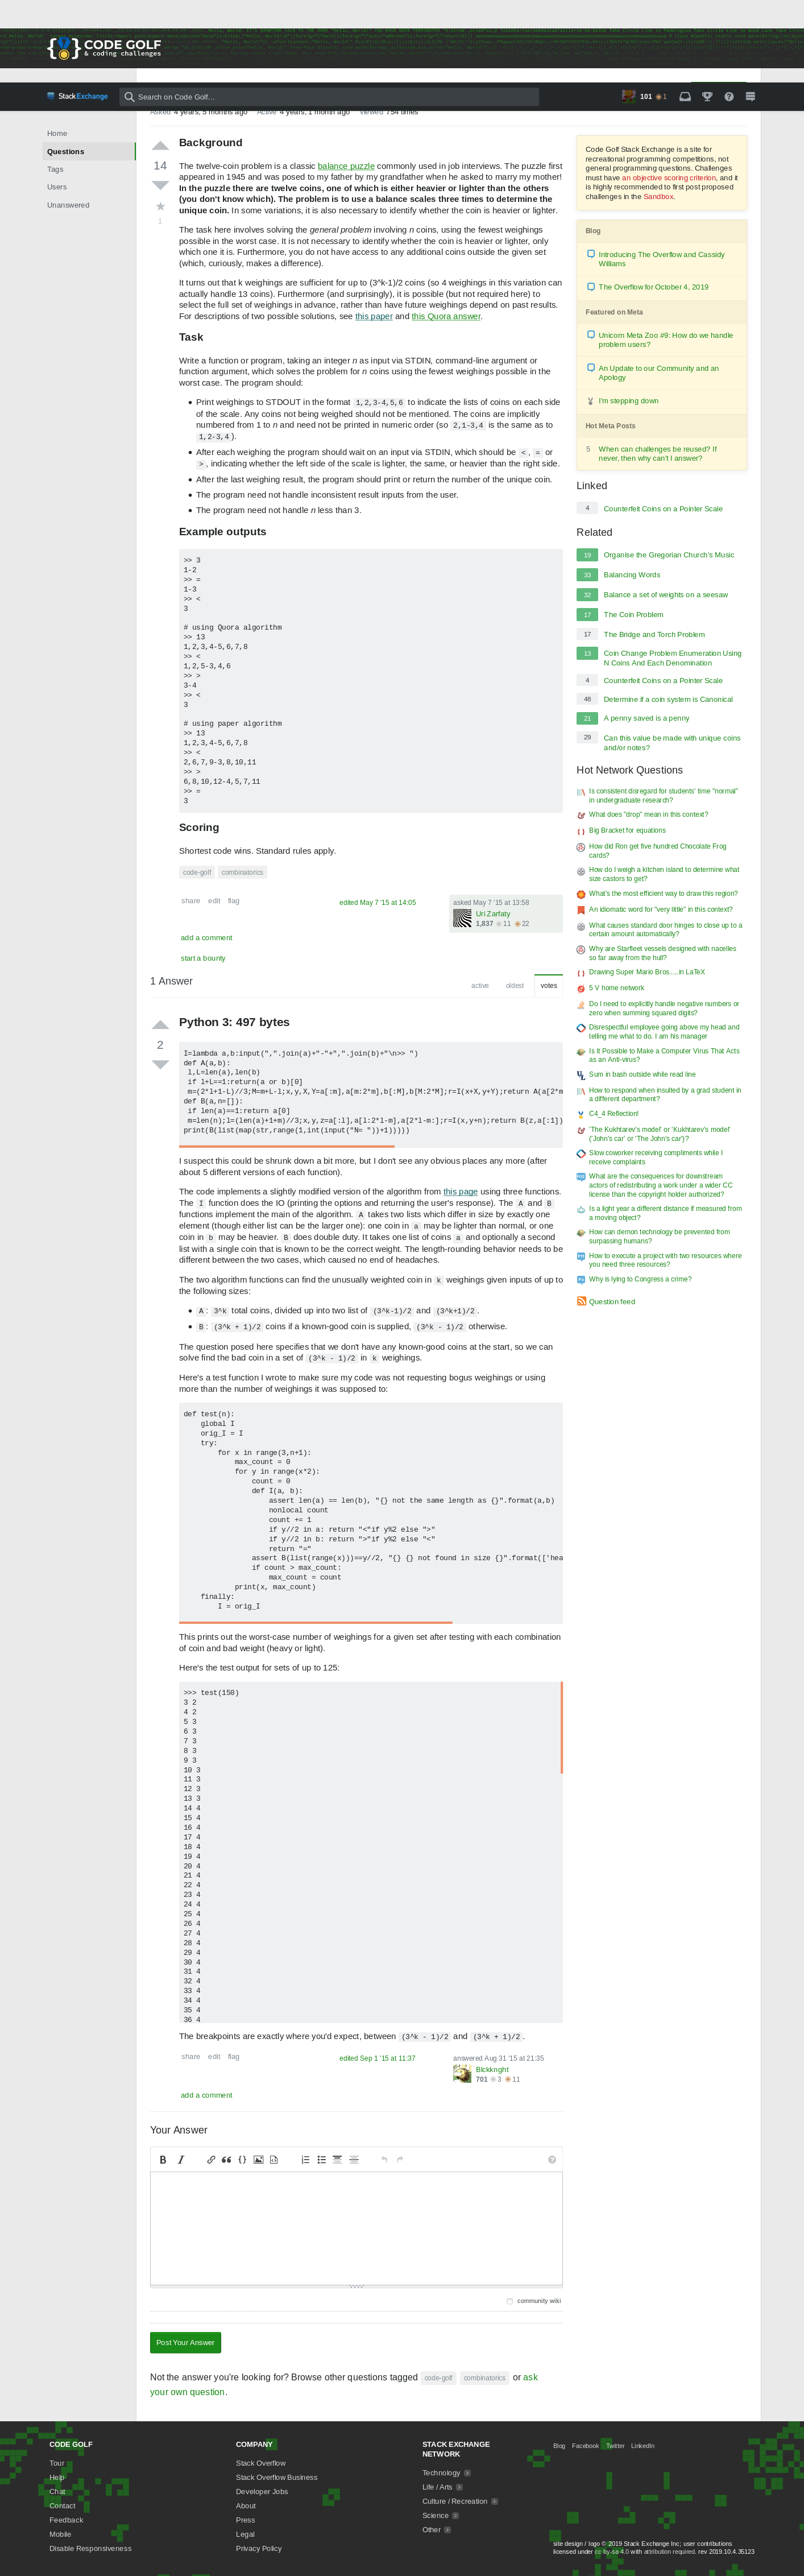 CODE GOLF
& coding challenges
StackExchange
Search on Code Golf…
101
1
Asked 4 years, 5 months ago Active 4 years, 1 month ago Viewed 754 times
Home
Questions
Tags
Users
Unanswered
14
1
Background
The twelve-coin problem is a classic balance puzzle commonly used in job interviews. The puzzle first
appeared in 1945 and was posed to my father by my grandfather when he asked to marry my mother!
In the puzzle there are twelve coins, one of which is either heavier or lighter than the others
(you don't know which). The problem is to use a balance scales three times to determine the
unique coin. In some variations, it is also necessary to identify whether the coin is heavier or lighter.
The task here involves solving the general problem involving n coins, using the fewest weighings
possible in the worst case. It is not necessary to identify whether the coin is heavier or lighter, only
which one it is. Furthermore, you do not have access to any additional coins outside the given set
(which, curiously, makes a difference).
It turns out that k weighings are sufficient for up to (3^k-1)/2 coins (so 4 weighings in this variation can
actually handle 13 coins). Furthermore (and surprisingly), it is possible (but not required here) to
select the full set of weighings in advance, rather than have future weighings depend on past results.
For descriptions of two possible solutions, see this paper and this Quora answer.
Task
Write a function or program, taking an integer n as input via STDIN, command-line argument or
function argument, which solves the problem for n coins using the fewest weighings possible in the
worst case. The program should:
Print weighings to STDOUT in the format 1,2,3-4,5,6 to indicate the lists of coins on each side
of the scale. Any coins not being weighed should not be mentioned. The coins are implicitly
numbered from 1 to n and need not be printed in numeric order (so 2,1-3,4 is the same as to
1,2-3,4 ).
After each weighing the program should wait on an input via STDIN, which should be < , = or
> , indicating whether the left side of the scale is lighter, the same, or heavier than the right side.
After the last weighing result, the program should print or return the number of the unique coin.
The program need not handle inconsistent result inputs from the user.
The program need not handle n less than 3.
Example outputs
>> 3
1-2
>> =
1-3
>> <
3
# using Quora algorithm
>> 13
1,2,3,4-5,6,7,8
>> <
1,2,5-3,4,6
>> >
3-4
>> <
3
# using paper algorithm
>> 13
1,2,3,4-5,6,7,8
>> <
2,6,7,9-3,8,10,11
>> >
6,8,10,12-4,5,7,11
>> =
3
Scoring
Shortest code wins. Standard rules apply.
code-golf combinatorics
share edit flag
edited May 7 '15 at 14:05
asked May 7 '15 at 13:58
Uri Zarfaty
1,837 11 22
add a comment
start a bounty
1 Answer
active oldest votes
2
Python 3: 497 bytes
I=lambda a,b:input(",".join(a)+"-"+",".join(b)+"\n>> ")
def A(a,b):
l,L=len(a),len(b)
if l+L==1:return(a or b)[0]
m=(2*l+1-L)//3;M=m+l-L;x,y,X,Y=a[:m],a[m:2*m],b[:M],b[M:2*M];r=I(x+X,y+Y);return A(a[2*m
def B(a,n=[]):
if len(a)==1:return a[0]
m=len(n);l=(len(a)+1+m)//3;x,y,z=a[:l],a[l:2*l-m],a[2*l-m:];r=I(x,y+n);return B(z,a[:1])
print(B(list(map(str,range(1,int(input("N= "))+1)))))
I suspect this could be shrunk down a bit more, but I don't see any obvious places any more (after
about 5 different versions of each function).
The code implements a slightly modified version of the algorithm from this page using three functions.
The I function does the IO (printing the options and returning the user's response). The A and B
functions implement the main of the algorithm. A takes two lists which differ in size by exactly one
element (though either list can be the larger one): one coin in a may be lighter than normal, or one
coin in b may be heavier. B does double duty. It takes one list of coins a and optionally a second
list with a single coin that is known to be the correct weight. The length-rounding behavior needs to be
different between the two cases, which caused no end of headaches.
The two algorithm functions can find the unusually weighted coin in k weighings given inputs of up to
the following sizes:
A : 3^k total coins, divided up into two list of (3^k-1)/2 and (3^k+1)/2 .
B : (3^k + 1)/2 coins if a known-good coin is supplied, (3^k - 1)/2 otherwise.
The question posed here specifies that we don't have any known-good coins at the start, so we can
solve find the bad coin in a set of (3^k - 1)/2 in k weighings.
Here's a test function I wrote to make sure my code was not requesting bogus weighings or using
more than the number of weighings it was supposed to:
def test(n):
global I
orig_I = I
try:
for x in range(3,n+1):
max_count = 0
for y in range(x*2):
count = 0
def I(a, b):
assert len(a) == len(b), "{} not the same length as {}".format(a,b)
nonlocal count
count += 1
if y//2 in a: return "<"if y%2 else ">"
if y//2 in b: return ">"if y%2 else "<"
return "="
assert B(list(range(x)))==y//2, "{} {} not found in size {}".format(['hea
if count > max_count:
max_count = count
print(x, max_count)
finally:
I = orig_I
This prints out the worst-case number of weighings for a given set after testing with each combination
of coin and bad weight (heavy or light).
Here's the test output for sets of up to 125:
>>> test(150)
3 2
4 2
5 3
6 3
7 3
8 3
9 3
10 3
11 3
12 3
13 3
14 4
15 4
16 4
17 4
18 4
19 4
20 4
21 4
22 4
23 4
24 4
25 4
26 4
27 4
28 4
29 4
30 4
31 4
32 4
33 4
34 4
35 4
36 4
The breakpoints are exactly where you'd expect, between (3^k - 1)/2 and (3^k + 1)/2 .
share edit flag
edited Sep 1 '15 at 11:37
answered Aug 31 '15 at 21:35
Blckknght
701 3 11
add a comment
Your Answer
community wiki
Post Your Answer
Not the answer you're looking for? Browse other questions tagged code-golf combinatorics or ask
your own question.
Code Golf Stack Exchange is a site for
recreational programming competitions, not
general programming questions. Challenges
must have an objective scoring criterion, and it
is highly recommended to first post proposed
challenges in the Sandbox.
Blog
Introducing The Overflow and Cassidy
Williams
The Overflow for October 4, 2019
Featured on Meta
Unicorn Meta Zoo #9: How do we handle
problem users?
An Update to our Community and an
Apology
I'm stepping down
Hot Meta Posts
5 When can challenges be reused? If
never, then why can't I answer?
Linked
4 Counterfeit Coins on a Pointer Scale
Related
19 Organise the Gregorian Church's Music
33 Balancing Words
32 Balance a set of weights on a seesaw
17 The Coin Problem
17 The Bridge and Torch Problem
13 Coin Change Problem Enumeration Using
N Coins And Each Denomination
4 Counterfeit Coins on a Pointer Scale
48 Determine if a coin system is Canonical
21 A penny saved is a penny
29 Can this value be made with unique coins
and/or notes?
Hot Network Questions
Is consistent disregard for students' time "normal"
in undergraduate research?
What does "drop" mean in this context?
Big Bracket for equations
How did Ron get five hundred Chocolate Frog
cards?
How do I weigh a kitchen island to determine what
size castors to get?
What's the most efficient way to draw this region?
An idiomatic word for "very little" in this context?
What causes standard door hinges to close up to a
certain amount automatically?
Why are Starfleet vessels designed with nacelles
so far away from the hull?
Drawing Super Mario Bros.....in LaTeX
5 V home network
Do I need to explicitly handle negative numbers or
zero when summing squared digits?
Disrespectful employee going above my head and
telling me what to do. I am his manager
Is It Possible to Make a Computer Virus That Acts
as an Anti-virus?
Sum in bash outside while read line
How to respond when insulted by a grad student in
a different department?
C4_4 Reflection!
'The Kukhtarev's model' or 'Kukhtarev's model'
('John's car' or 'The John's car')?
Slow coworker receiving compliments while I
receive complaints
What are the consequences for downstream
actors of redistributing a work under a wider CC
license than the copyright holder authorized?
Is a light year a different distance if measured from
a moving object?
How can demon technology be prevented from
surpassing humans?
How to execute a project with two resources where
you need three resources?
Why is lying to Congress a crime?
Question feed
CODE GOLF
Tour
Help
Chat
Contact
Feedback
Mobile
Disable Responsiveness
COMPANY
Stack Overflow
Stack Overflow Business
Developer Jobs
About
Press
Legal
Privacy Policy
STACK EXCHANGE
NETWORK
Technology
Life / Arts
Culture / Recreation
Science
Other
Blog Facebook Twitter LinkedIn
site design / logo © 2019 Stack Exchange Inc; user contributions
licensed under cc by-sa 4.0 with attribution required. rev 2019.10.4.35123